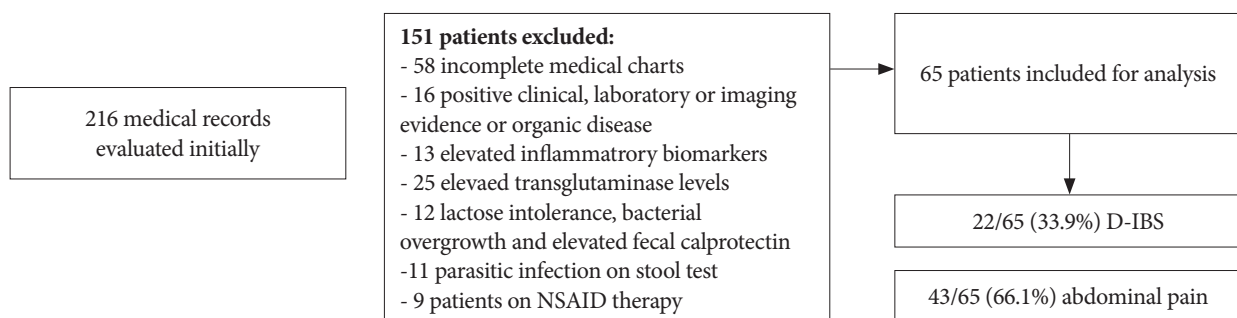 216 medical records
evaluated initially
151 patients excluded:
- 58 incomplete medical charts
- 16 positive clinical, laboratory or imaging
evidence or organic disease
- 13 elevated inflammatrory biomarkers
- 25 elevaed transglutaminase levels
- 12 lactose intolerance, bacterial
overgrowth and elevated fecal calprotectin
-11 parasitic infection on stool test
- 9 patients on NSAID therapy
65 patients included for analysis
22/65 (33.9%) D-IBS
43/65 (66.1%) abdominal pain